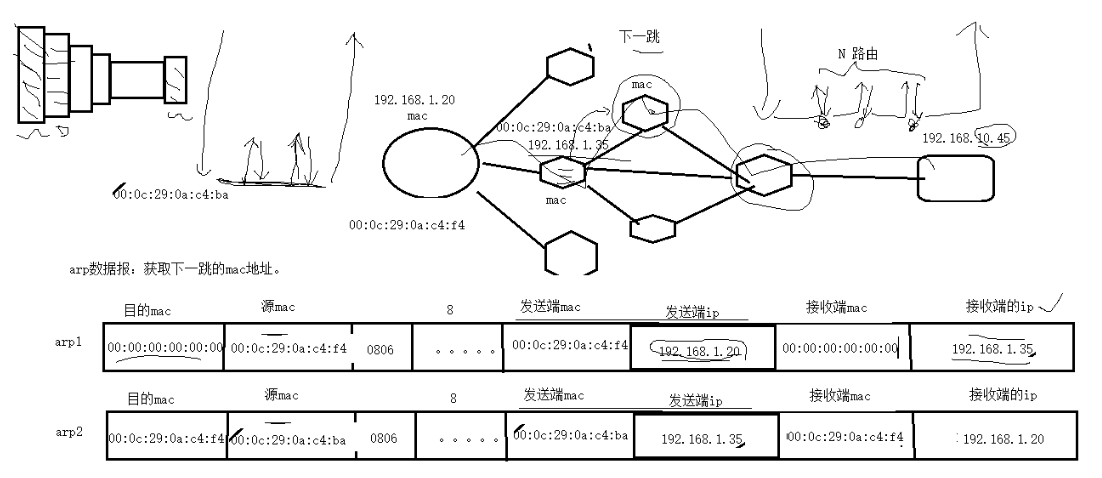 下一跳
N 路由
192.168.1.20
mac
mac
00:0c:29:0a:c4:ba
192.168.1.35
192.168.10.45
mac
00:0c:29:0a:c4:ba
00:0c:29:0a:c4:f4
arp数据报：获取下一跳的mac地址。
目的mac 源mac 8 发送端mac 发送端ip 接收端mac 接收端的ip
arp1 00:00:00:00:00:00 00:0c:29:0a:c4:f4 0806 。。。。。 00:0c:29:0a:c4:f4 192.168.1.20 00:00:00:00:00:00 192.168.1.35
目的mac 源mac 8 发送端mac 发送端ip 接收端mac 接收端的ip
arp2 00:0c:29:0a:c4:f4 00:0c:29:0a:c4:ba 0806 。。。。。 00:0c:29:0a:c4:ba 192.168.1.35 00:0c:29:0a:c4:f4 192.168.1.20